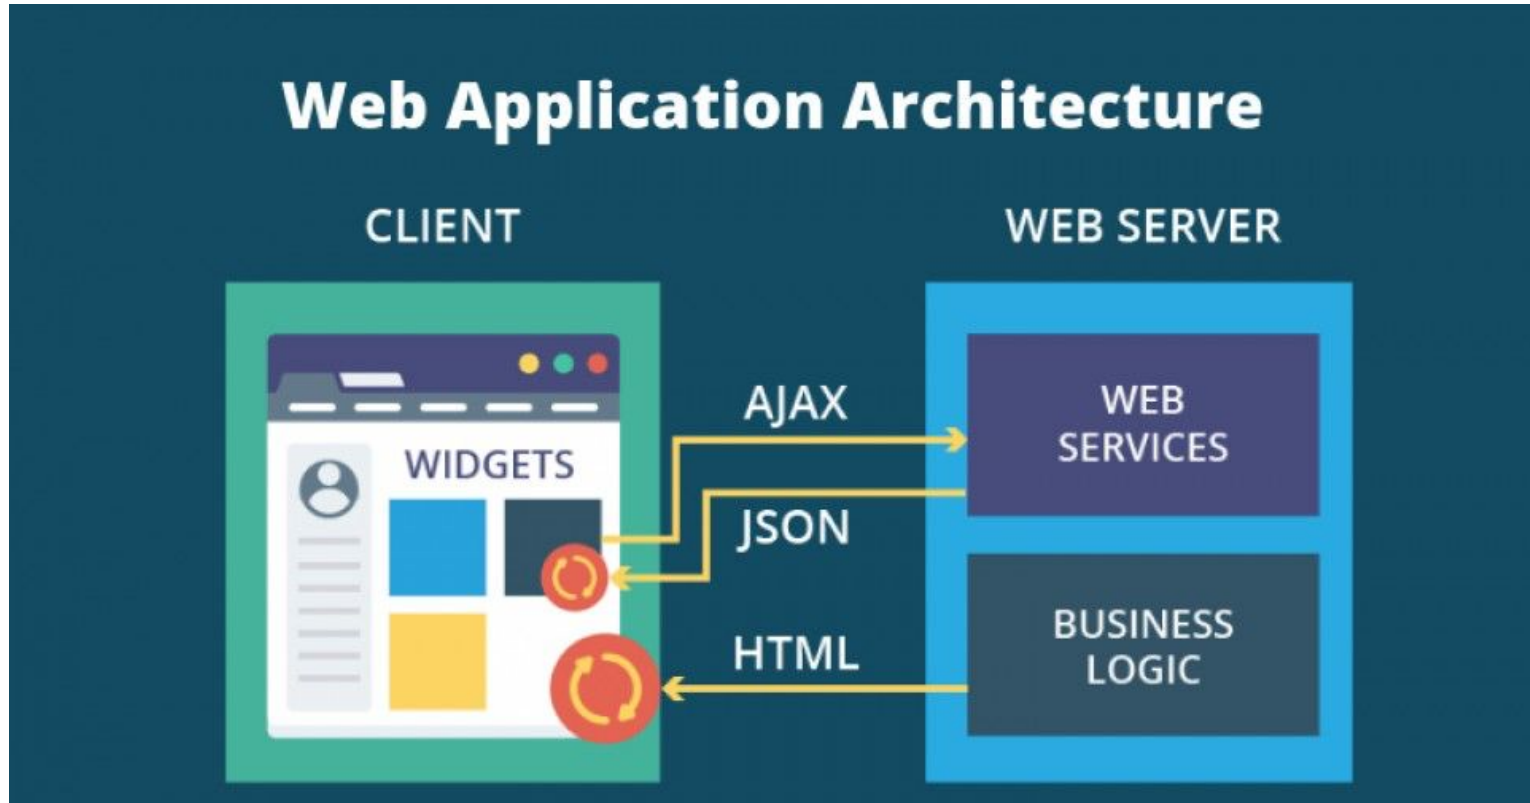 Web Application Architecture
CLIENT
WEB SERVER
WIDGETS
AJAX
JSON
HTML
WEB
SERVICES
BUSINESS
LOGIC